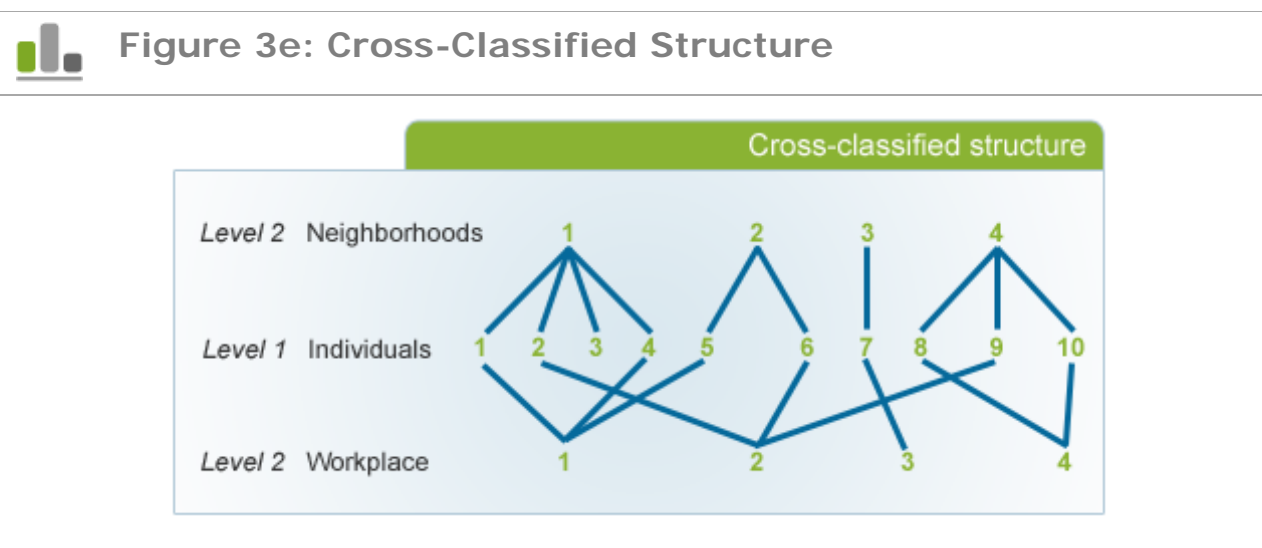 Figure 3e: Cross-Classified Structure
Cross-classified structure
Level 2 Neighborhoods 1 2 3 4
Level 1 Individuals 1 2 3 4 5 6 7 8 9 10
Level 2 Workplace 1 2 3 4